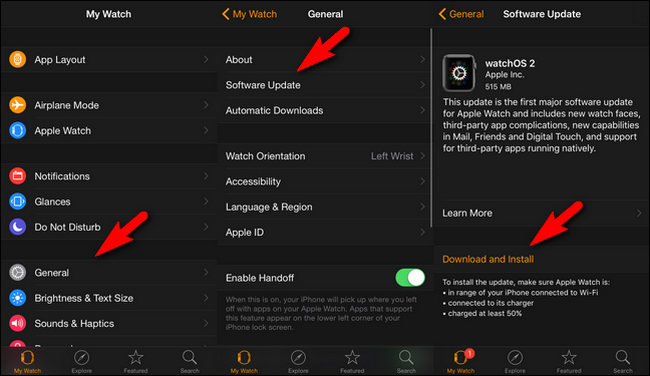 My Watch
App Layout
Airplane Mode
Apple Watch
Notifications
Glances
Do Not Disturb
General
Brightness & Text Size
Sounds & Haptics
My Watch
Explore
Featured
Search
My Watch
General
About
Software Update
Automatic Downloads
Watch Orientation
Left Wrist
Accessibility
Language & Region
Apple ID
Enable Handoff
When this is on, your iPhone will pick up where you left
off with apps on your Apple Watch. Apps that support
this feature appear on the lower left corner of your
iPhone lock screen.
My Watch
Explore
Featured
Search
General
Software Update
watchOS 2
Apple Inc.
515 MB
This update is the first major software update
for Apple Watch and includes new watch faces,
third-party app complications, new capabilities
in Mail, Friends and Digital Touch, and support
for third-party apps running natively.
Learn More
Download and Install
To install the update, make sure Apple Watch is:
• in range of your iPhone connected to Wi-Fi
• connected to its charger
• charged at least 50%
1
My Watch
Explore
Featured
Search